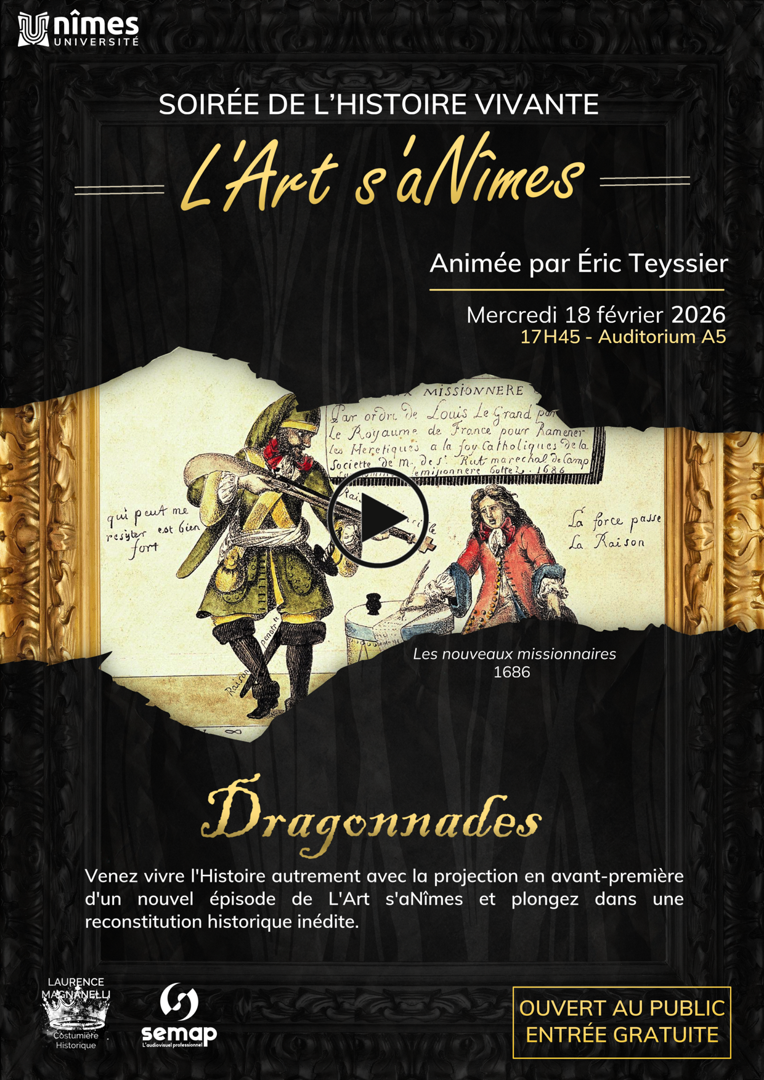 nîmes
UNIVERSITÉ
SOIRÉE DE L'HISTOIRE VIVANTE
L'Art s'aNîmes
Animée par Éric Teyssier
Mercredi 18 février 2026
17H45 - Auditorium A5
MISSIONNERE
Par ordre de Louis Le Grand par
Le Royaume de France pour Ramener
les Heretiques a la foy Catholiques de la
Societte de m. de St. Rut marechal de Camp
1686
qui peut me
resister est bien
fort
La force passe
La Raison
Les nouveaux missionnaires
1686
Dragonnades
Venez vivre l'Histoire autrement avec la projection en avant-première
d'un nouvel épisode de L'Art s'aNîmes et plongez dans une
reconstitution historique inédite.
LAURENCE
MAGNANELLI
Costumière
Historique
semap
L'audiovisuel professionnel
OUVERT AU PUBLIC
ENTRÉE GRATUITE